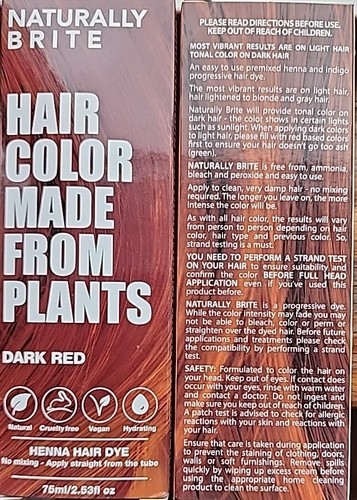 NATURALLY
BRITE
HAIR
COLOR
MADE
FROM
PLANTS
DARK RED
Natural Cruelty free Vegan Hydrating
HENNA HAIR DYE
No mixing - Apply straight from the tube
75ml/2.53fl oz
PLEASE READ DIRECTIONS BEFORE USE.
KEEP OUT OF REACH OF CHILDREN.
MOST VIBRANT RESULTS ARE ON LIGHT HAIR
TONAL COLOR ON DARK HAIR
An easy to use premixed henna and indigo
progressive hair dye.
The most vibrant results are on light hair,
hair lightened to blonde and gray hair.
Naturally Brite will provide tonal color on
dark hair - the color shows in certain lights
such as sunlight. When applying dark colors
to light hair, please fill with red based colors
first to ensure your hair doesn't go too ash
(green).
NATURALLY BRITE is free from, ammonia,
bleach and peroxide and easy to use.
Apply to clean, very damp hair - no mixing
required. The longer you leave on, the more
intense the color will be.
As with all hair color, the results will vary
from person to person depending on hair
color, hair type and previous color. So,
strand testing is a must.
YOU NEED TO PERFORM A STRAND TEST
ON YOUR HAIR to ensure suitability and
confirm the color BEFORE FULL HEAD
APPLICATION even if you've used this
product before.
NATURALLY BRITE is a progressive dye.
While the color intensity may fade you may
not be able to bleach, color or perm or
straighten over the dyed hair. Before future
applications and treatments please check
the compatibility by performing a strand
test.
SAFETY: Formulated to color the hair on
your head. Keep out of eyes. If contact does
occur with your eyes, rinse with warm water
and contact a doctor. Do not ingest and
make sure you keep out of reach of children.
A patch test is advised to check for allergic
reactions with your skin and reactions with
your hair.
Ensure that care is taken during application
to prevent the staining of clothing, doors,
walls or soft furnishings. Remove spills
quickly by wiping up excess cream before
using the appropriate home cleaning
product to clean the surface.